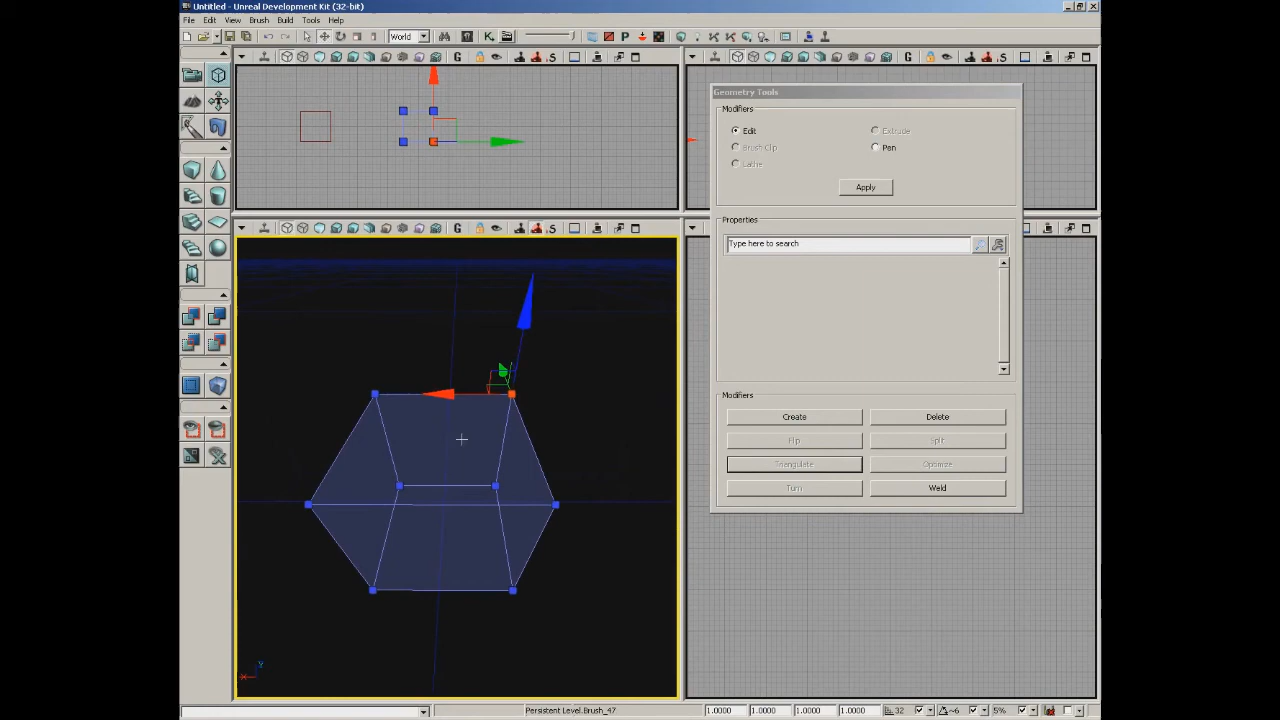 Untitled - Unreal Development Kit (32-bit)
File Edit View Brush Build Tools Help
World
G
S
G
S
Geometry Tools
Modifiers
Edit
Extrude
Brush Clip
Pen
Lathe
Apply
G
S
Properties
Type here to search
Modifiers
Create
Delete
Flip
Split
Triangulate
Optimize
Turn
Weld
Y
X
Persistent Level.Brush_47
1.0000
1.0000
1.0000
1.0000
32
~6
5%